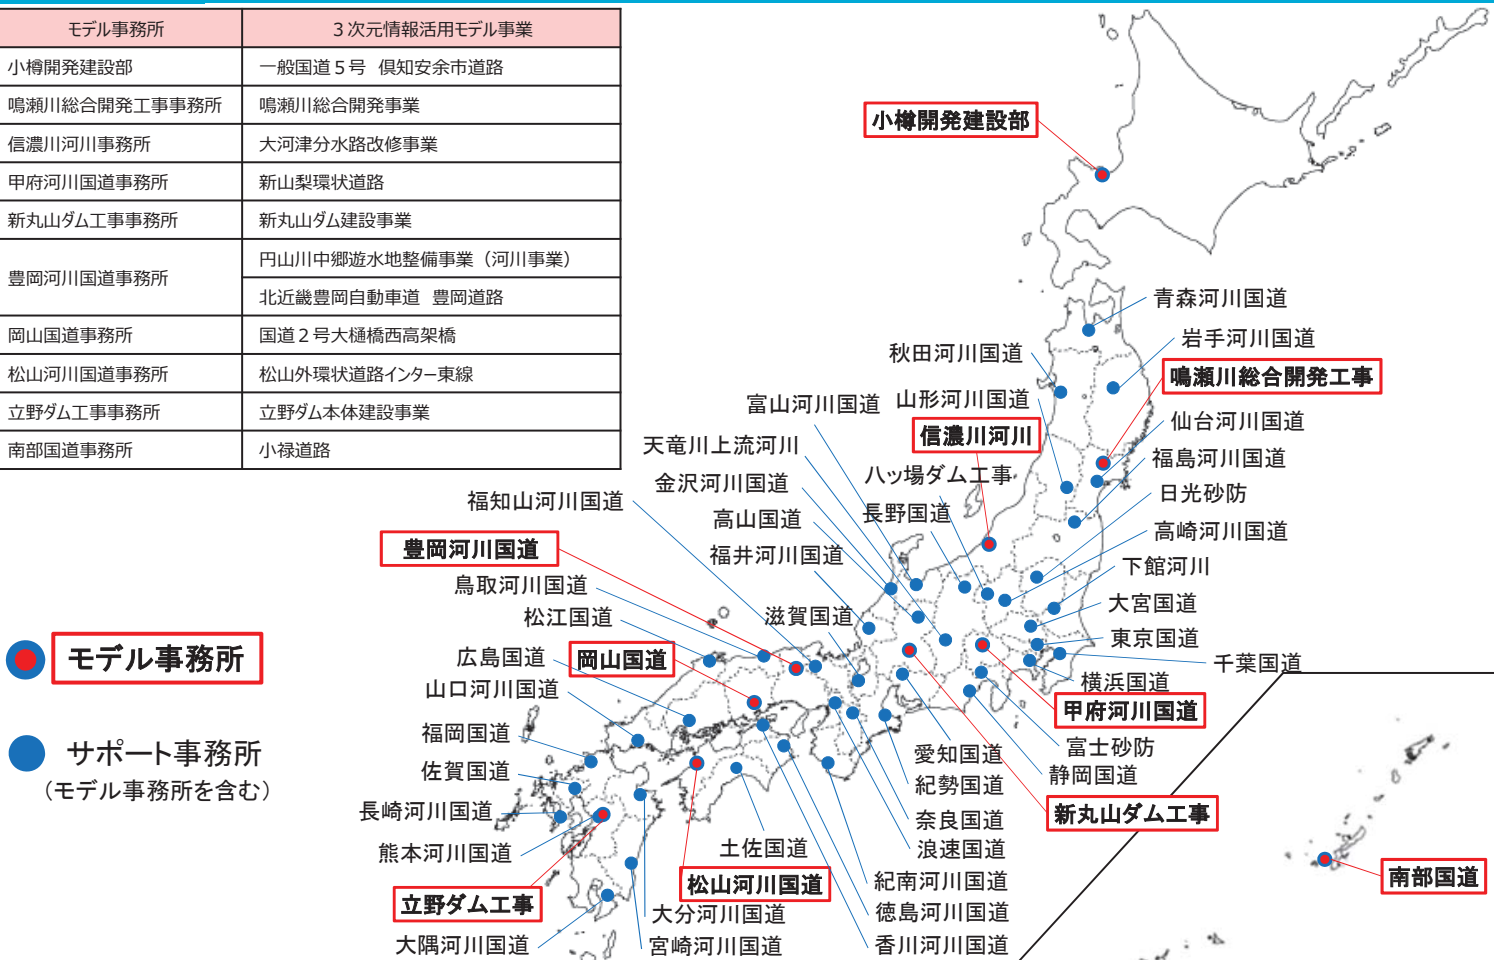 モデル事務所 3次元情報活用モデル事業
小樽開発建設部 一般国道5号 倶知安余市道路
鳴瀬川総合開発工事事務所 鳴瀬川総合開発事業
信濃川河川事務所 大河津分水路改修事業
甲府河川国道事務所 新山梨環状道路
新丸山ダム工事事務所 新丸山ダム建設事業
豊岡河川国道事務所 円山川中郷遊水地整備事業（河川事業）
北近畿豊岡自動車道 豊岡道路
岡山国道事務所 国道2号大樋橋西高架橋
松山河川国道事務所 松山外環状道路インター東線
立野ダム工事事務所 立野ダム本体建設事業
南部国道事務所 小禄道路
小樽開発建設部
青森河川国道
岩手河川国道
秋田河川国道
鳴瀬川総合開発工事
富山河川国道
山形河川国道
仙台河川国道
信濃川河川
天竜川上流河川
福島河川国道
八ッ場ダム工事
金沢河川国道
日光砂防
福知山河川国道
長野国道
高山国道
高崎河川国道
豊岡河川国道
福井河川国道
下館河川
鳥取河川国道
大宮国道
松江国道
滋賀国道
東京国道
広島国道
岡山国道
千葉国道
モデル事務所
横浜国道
山口河川国道
甲府河川国道
福岡国道
富士砂防
サポート事務所
愛知国道
静岡国道
佐賀国道
紀勢国道
（モデル事務所を含む）
長崎河川国道
新丸山ダム工事
奈良国道
熊本河川国道
土佐国道
浪速国道
松山河川国道
紀南河川国道
南部国道
立野ダム工事
大分河川国道
徳島河川国道
大隅河川国道
宮崎河川国道
香川河川国道